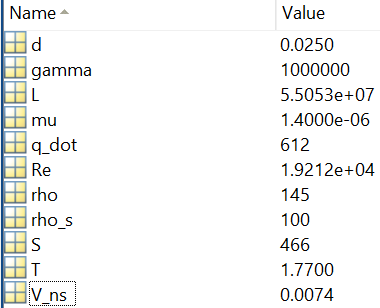 Name Value
d 0.0250
gamma 1000000
L 5.5053e+07
mu 1.4000e-06
q_dot 612
Re 1.9212e+04
rho 145
rho_s 100
S 466
T 1.7700
V_ns 0.0074